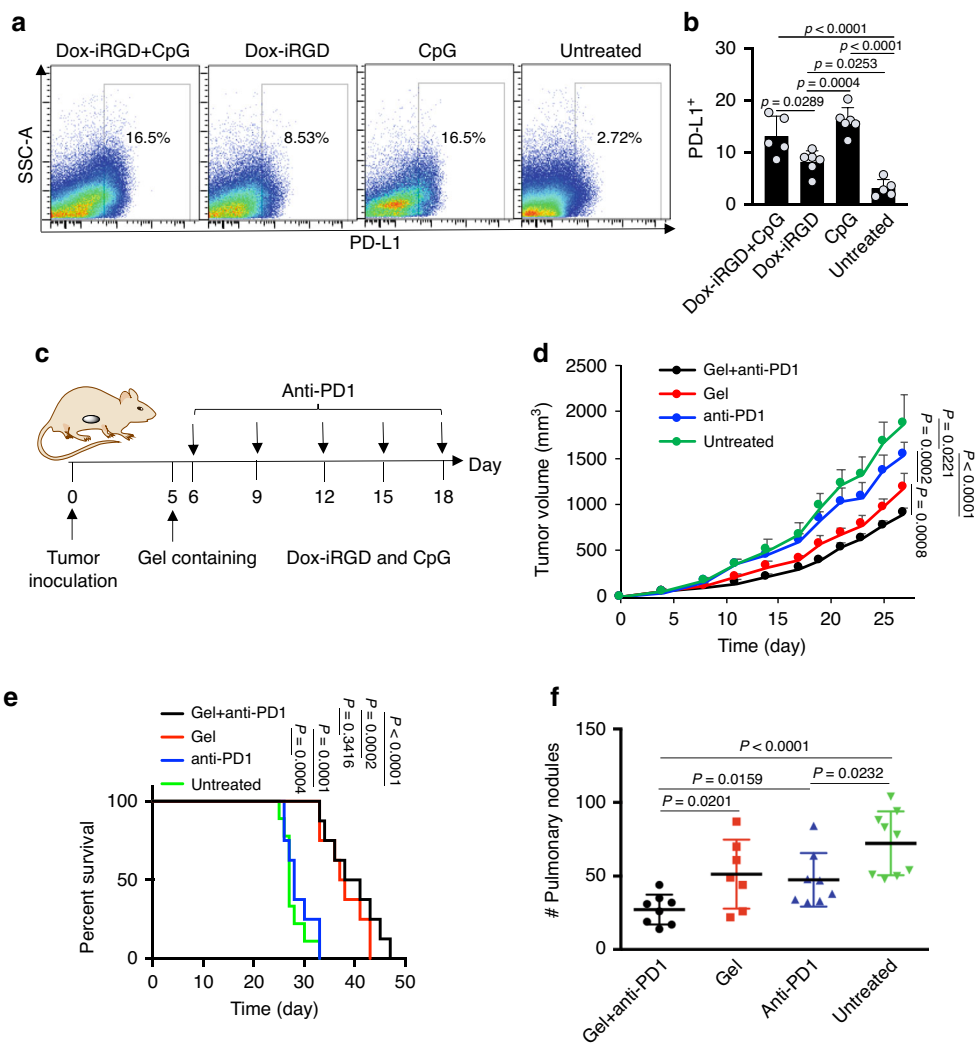 a
Dox-iRGD+CpG Dox-iRGD CpG Untreated
SSC-A
16.5% 8.53% 16.5% 2.72%
PD-L1
b
p < 0.0001
p < 0.0001
p = 0.0253
p = 0.0004
p = 0.0289
PD-L1+
30
20
10
0
Dox-iRGD+CpG
Dox-iRGD
CpG
Untreated
c
Anti-PD1
Day
0 5 6 9 12 15 18
Tumor inoculation
Gel containing Dox-iRGD and CpG
d
Gel+anti-PD1
Gel
anti-PD1
Untreated
Tumor volume (mm³)
2500
2000
1500
1000
500
0
0 5 10 15 20 25
Time (day)
P = 0.0002
P = 0.0008
P = 0.0221
P < 0.0001
e
Gel+anti-PD1
Gel
anti-PD1
Untreated
P = 0.0004
P = 0.0001
P = 0.3416
P = 0.0002
P < 0.0001
Percent survival
100
50
0
0 10 20 30 40 50
Time (day)
f
# Pulmonary nodules
150
100
50
0
P < 0.0001
P = 0.0159
P = 0.0232
P = 0.0201
Gel+anti-PD1
Gel
Anti-PD1
Untreated